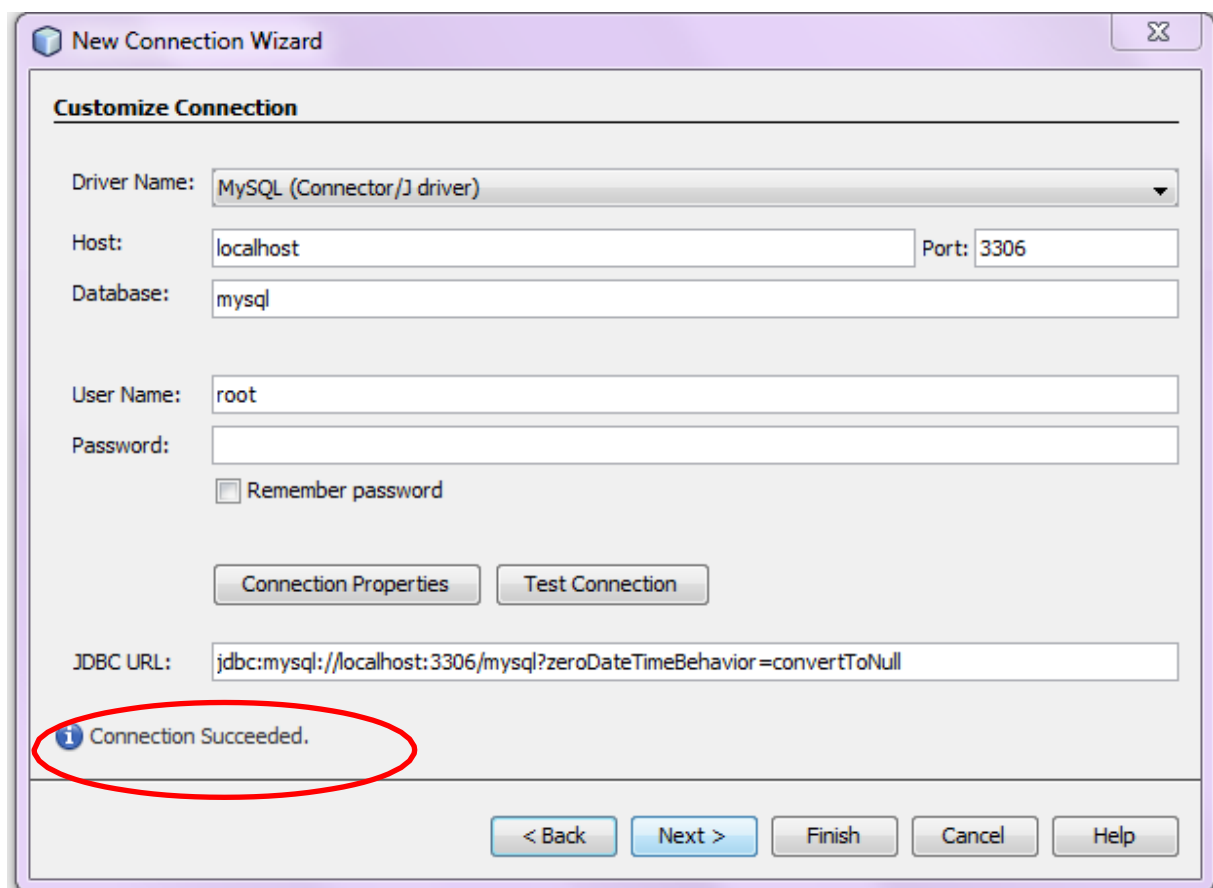 New Connection Wizard
Customize Connection
Driver Name: MySQL (Connector/J driver)
Host: localhost Port: 3306
Database: mysql
User Name: root
Password:
Remember password
Connection Properties Test Connection
JDBC URL: jdbc:mysql://localhost:3306/mysql?zeroDateTimeBehavior=convertToNull
Connection Succeeded.
< Back Next > Finish Cancel Help